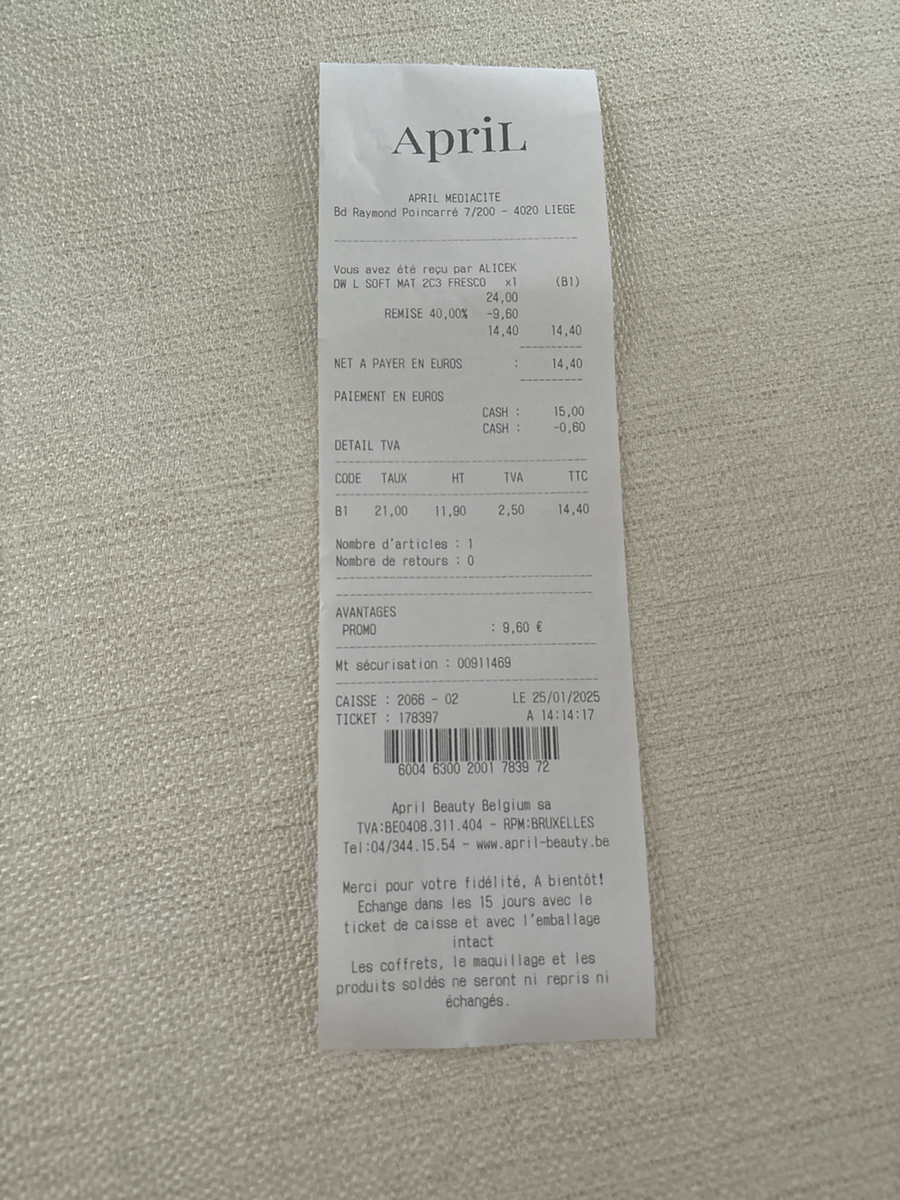 ApriL
APRIL MEDIACITE
Bd Raymond Poincarré 7/200 - 4020 LIEGE
Vous avez été reçu par ALICEK
DW L SOFT MAT 2C3 FRESCO x1 (B1)
24,00
REMISE 40,00% -9,60
14,40 14,40
NET A PAYER EN EUROS : 14,40
PAIEMENT EN EUROS
CASH : 15,00
CASH : -0,60
DETAIL TVA
CODE TAUX HT TVA TTC
B1 21,00 11,90 2,50 14,40
Nombre d'articles : 1
Nombre de retours : 0
AVANTAGES
PROMO : 9,60 €
Mt sécurisation : 00911469
CAISSE : 2066 - 02 LE 25/01/2025
TICKET : 178397 A 14:14:17
6004 6300 2001 7839 72
April Beauty Belgium sa
TVA:BE0408.311.404 - RPM:BRUXELLES
Tel:04/344.15.54 - www.april-beauty.be
Merci pour votre fidélité, A bientôt!
Echange dans les 15 jours avec le
ticket de caisse et avec l'emballage
intact
Les coffrets, le maquillage et les
produits soldés ne seront ni repris ni
échangés.